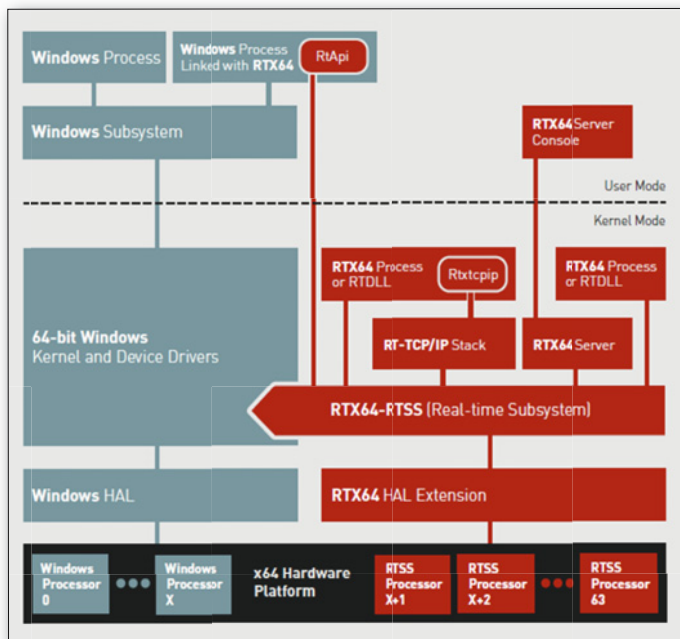 Windows Process
Windows Process
Linked with RTX64
RtApi
Windows Subsystem
RTX64 Server
Console
User Mode
Kernel Mode
64-bit Windows
Kernel and Device Drivers
RTX64 Process
or RTDLL
Rtxtcpip
RTX64 Process
or RTDLL
RT-TCP/IP Stack
RTX64 Server
RTX64-RTSS (Real-time Subsystem)
Windows HAL
RTX64 HAL Extension
Windows
Processor
0
Windows
Processor
X
x64 Hardware
Platform
RTSS
Processor
X+1
RTSS
Processor
X+2
RTSS
Processor
63